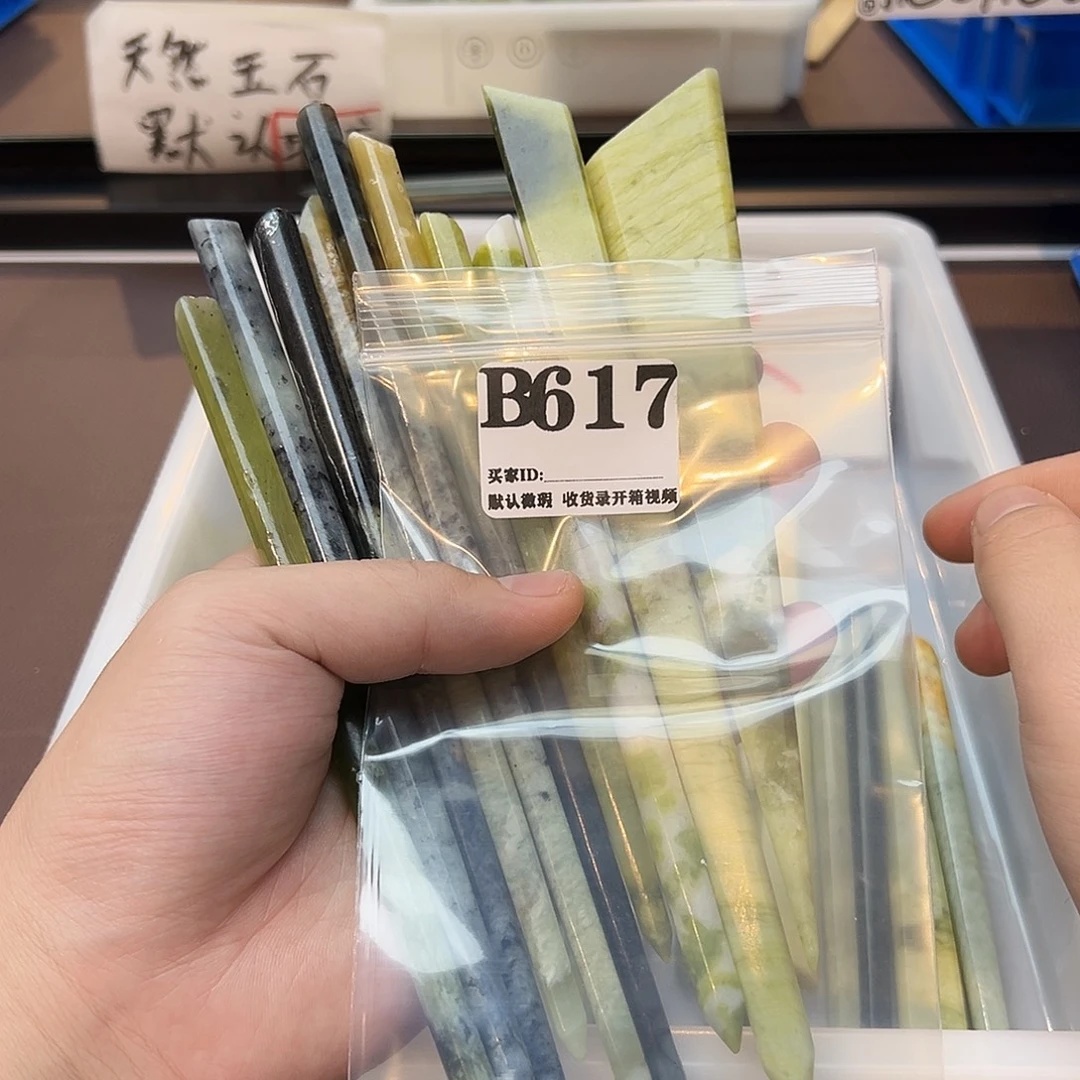 天然玉石
默认
B617
买家ID:
默认微瑕 收货录开箱视频